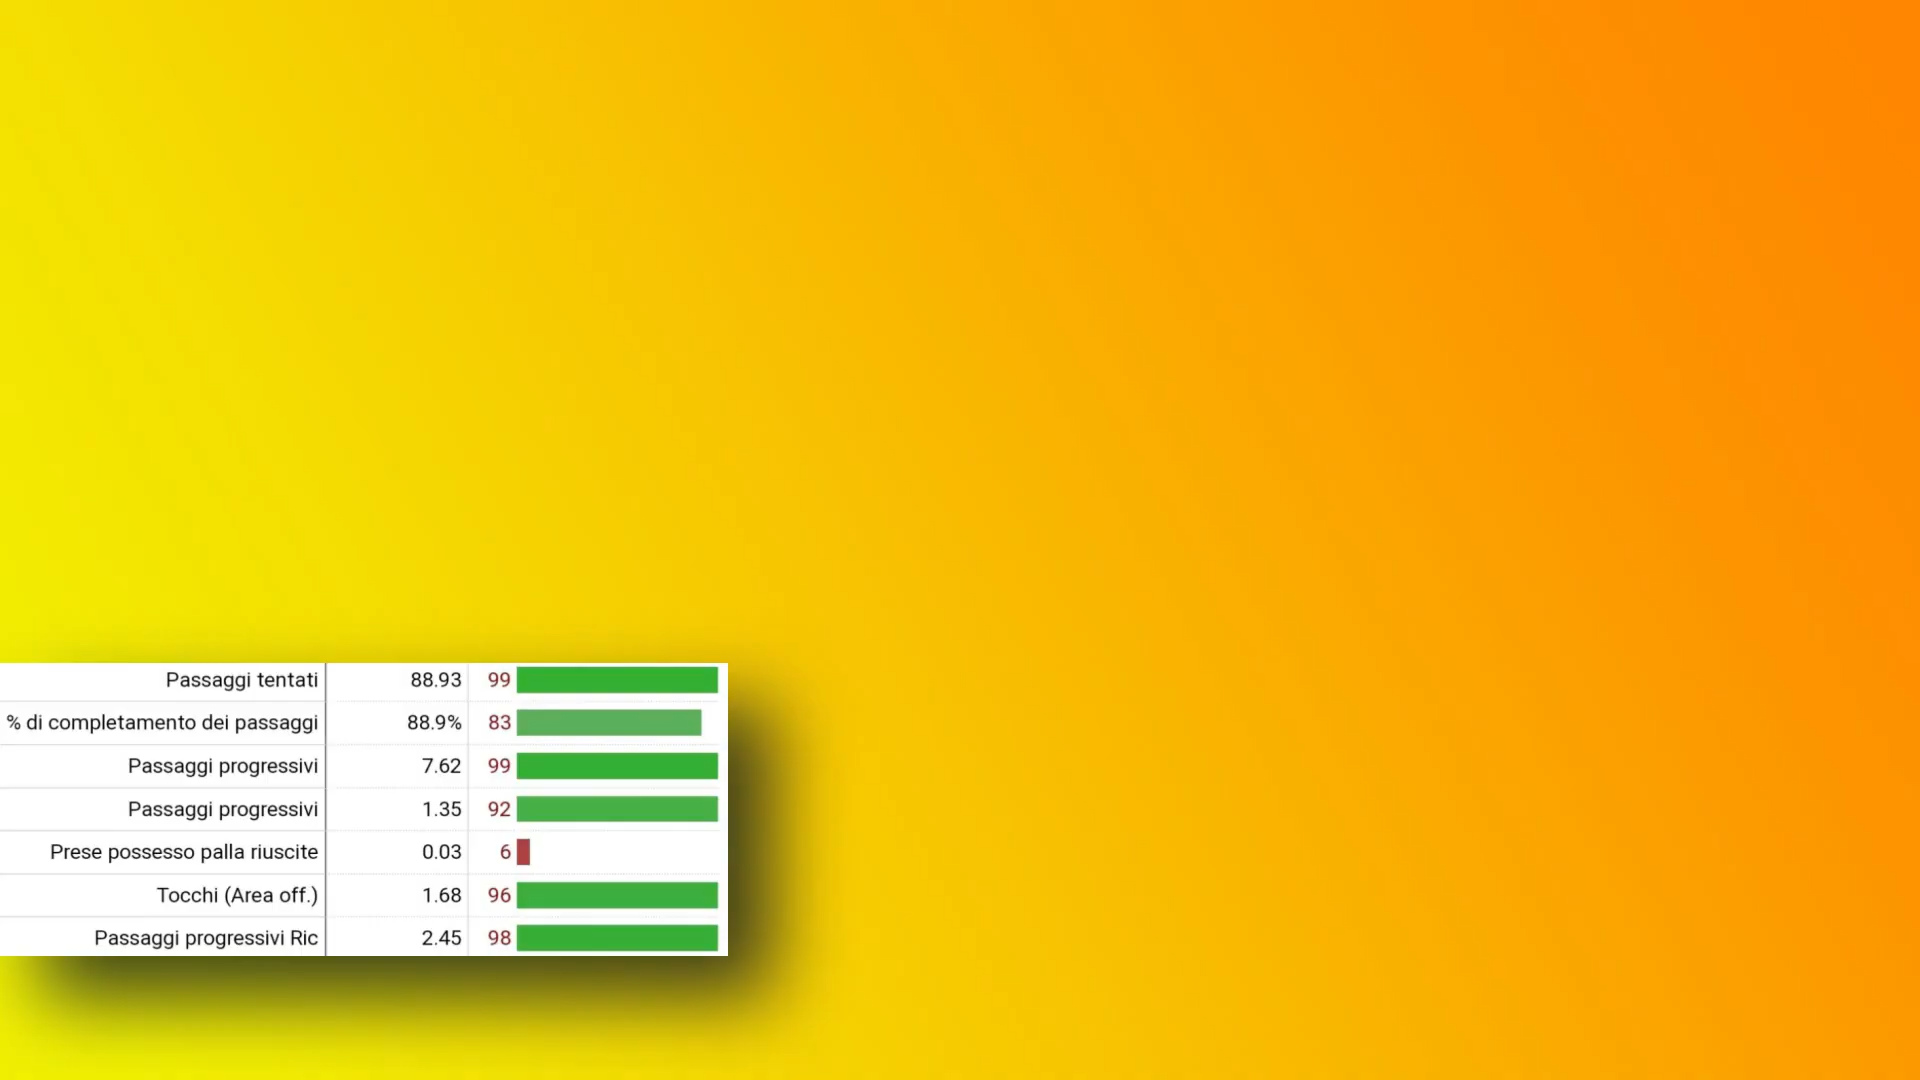 Passaggi tentati 88.93 99
% di completamento dei passaggi 88.9% 83
Passaggi progressivi 7.62 99
Passaggi progressivi 1.35 92
Prese possesso palla riuscite 0.03 6
Tocchi (Area off.) 1.68 96
Passaggi progressivi Ric 2.45 98